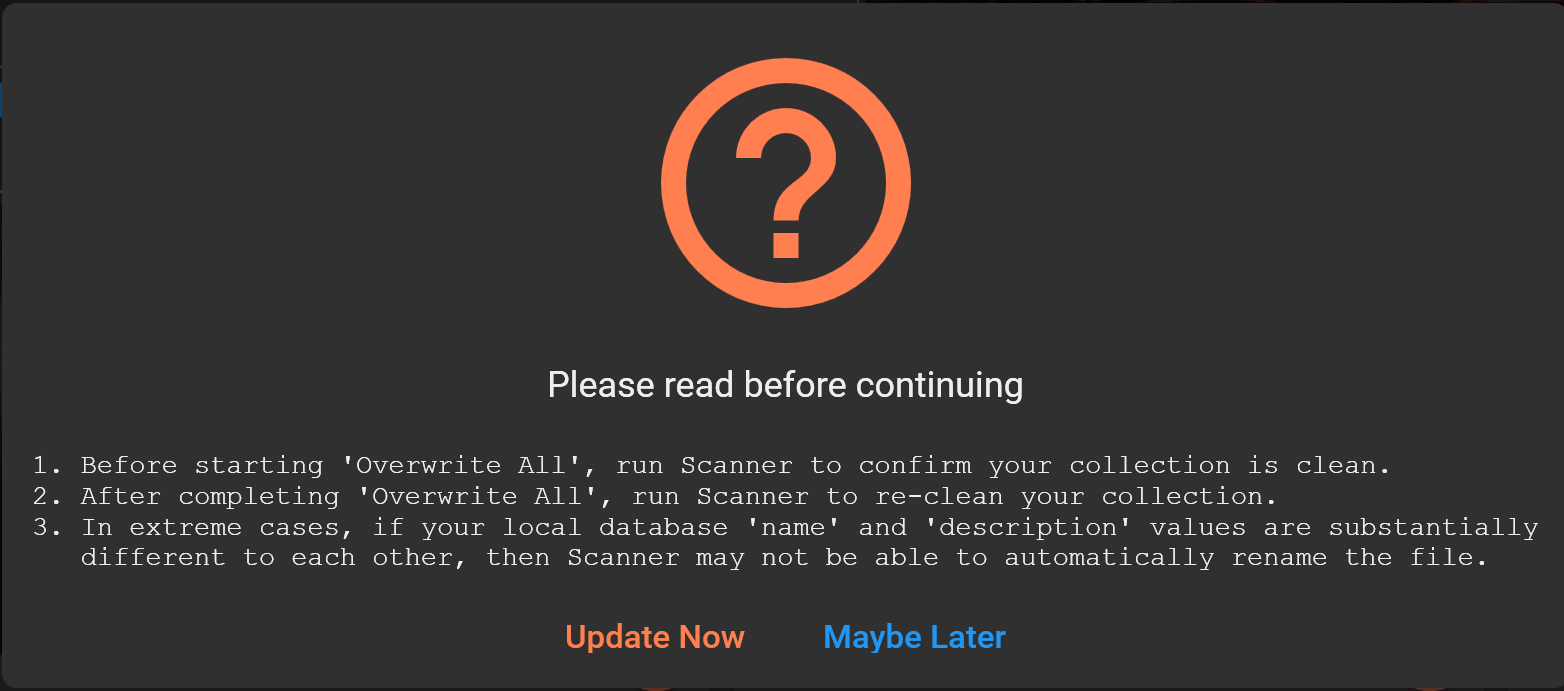 ?
Please read before continuing
1. Before starting 'Overwrite All', run Scanner to confirm your collection is clean.
2. After completing 'Overwrite All', run Scanner to re-clean your collection.
3. In extreme cases, if your local database 'name' and 'description' values are substantially
different to each other, then Scanner may not be able to automatically rename the file.
Update Now Maybe Later